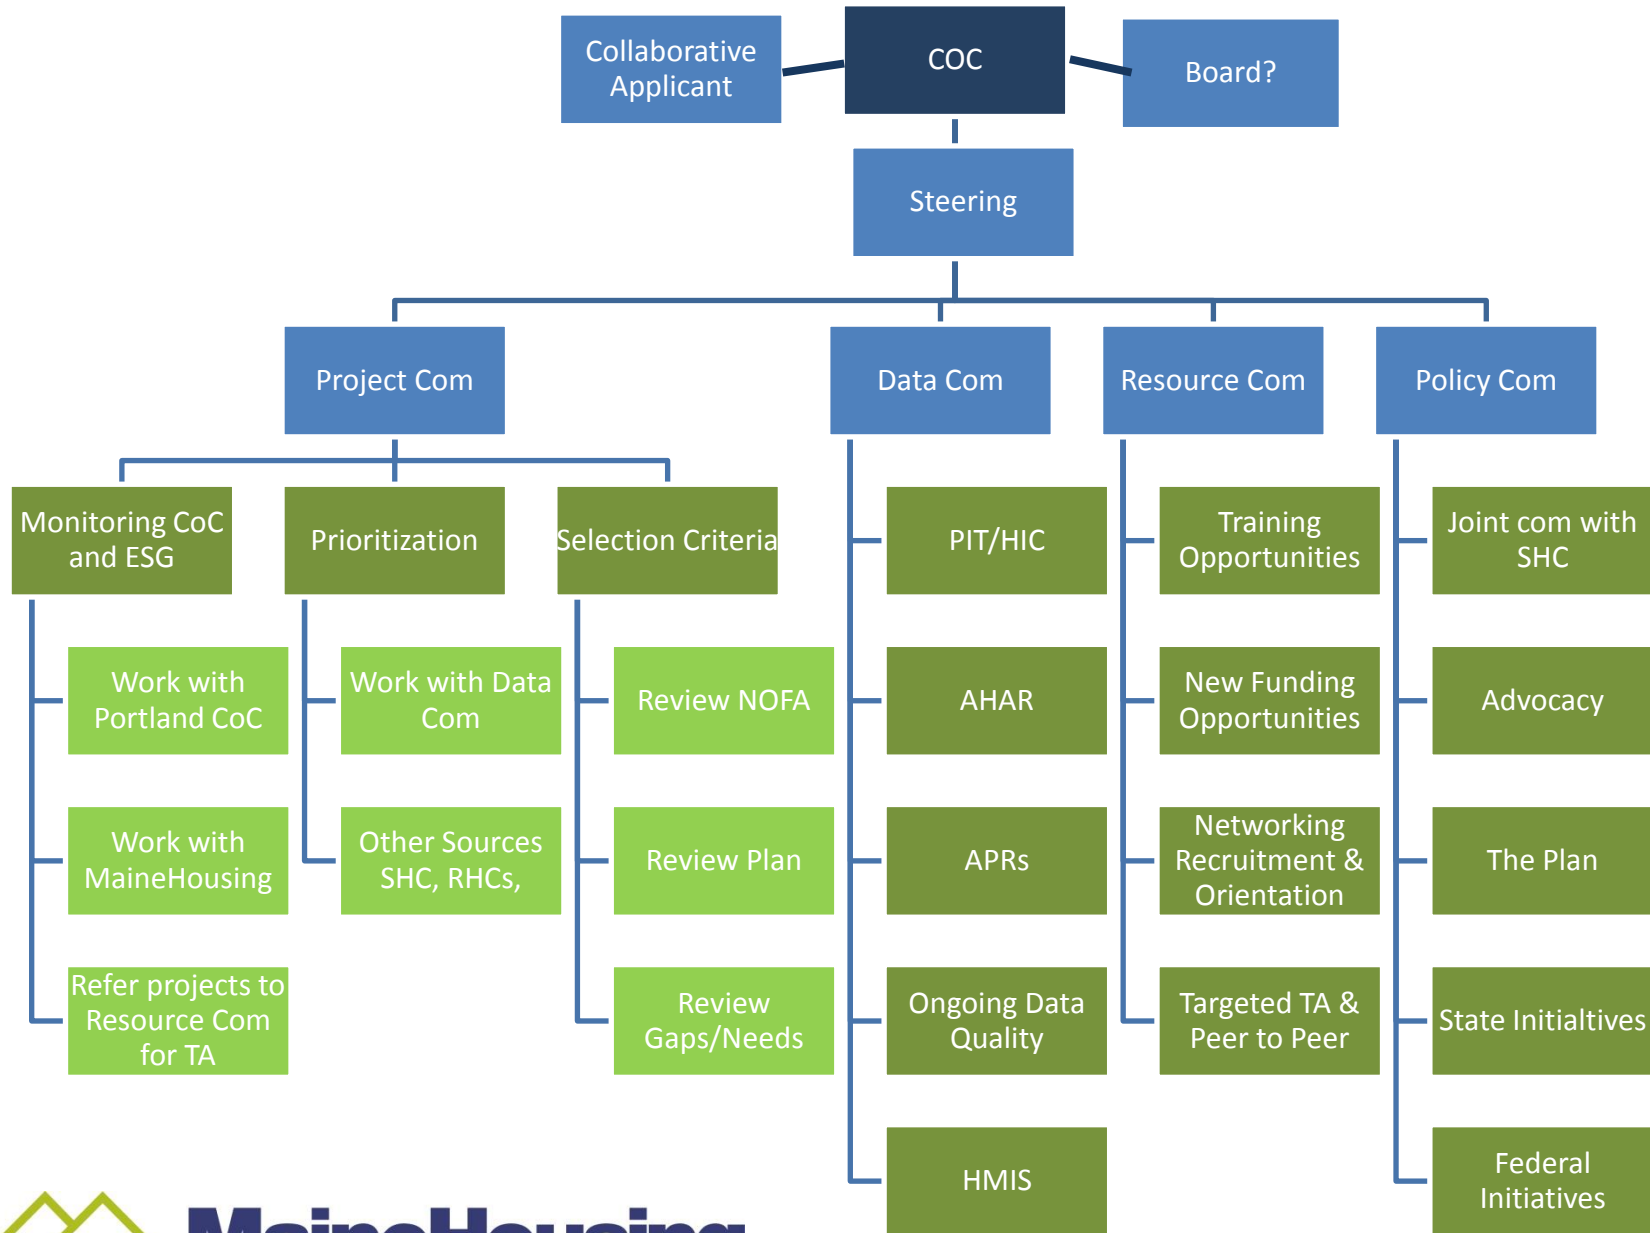 Collaborative
Applicant
COC
Board?
Steering
Project Com
Data Com
Resource Com
Policy Com
Monitoring CoC
and ESG
Prioritization
Selection Criteria
PIT/HIC
Training
Opportunities
Joint com with
SHC
Work with
Portland CoC
Work with Data
Com
Review NOFA
AHAR
New Funding
Opportunities
Advocacy
Work with
MaineHousing
Other Sources
SHC, RHCs,
Review Plan
APRs
Networking
Recruitment &
Orientation
The Plan
Refer projects to
Resource Com
for TA
Review
Gaps/Needs
Ongoing Data
Quality
Targeted TA &
Peer to Peer
State Initialtives
HMIS
Federal
Initiatives
MaineHousing